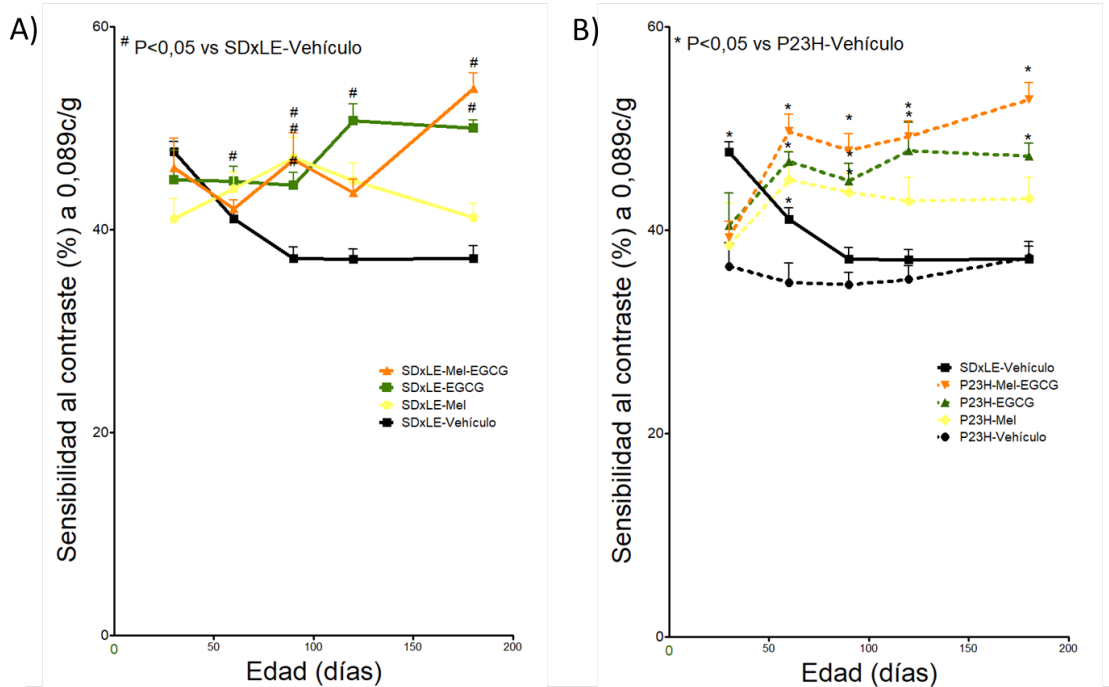 A)
# P<0,05 vs SDxLE-Vehículo
Sensibilidad al contraste (%) a 0,089c/g
60
40
20
0
# # # # # # # #
SDxLE-Mel-EGCG
SDxLE-EGCG
SDxLE-Mel
SDxLE-Vehículo
0 50 100 150 200
Edad (días)
B)
* P<0,05 vs P23H-Vehículo
Sensibilidad al contraste (%) a 0,089c/g
60
40
20
0
* * * * * * * * * * *
SDxLE-Vehículo
P23H-Mel-EGCG
P23H-EGCG
P23H-Mel
P23H-Vehículo
0 50 100 150 200
Edad (días)